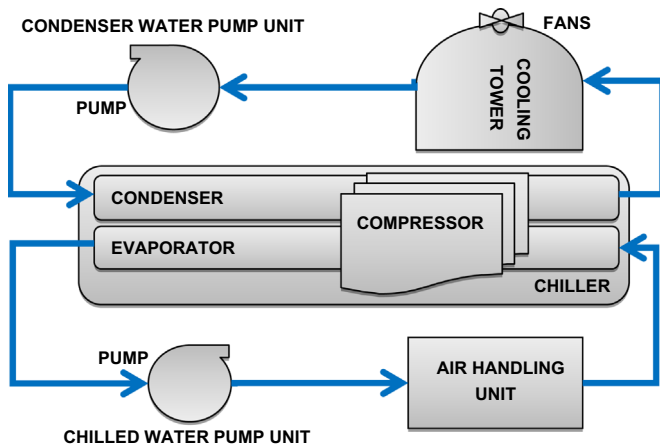 CONDENSER WATER PUMP UNIT
FANS
PUMP
COOLING
TOWER
CONDENSER
COMPRESSOR
EVAPORATOR
CHILLER
PUMP
AIR HANDLING
UNIT
CHILLED WATER PUMP UNIT